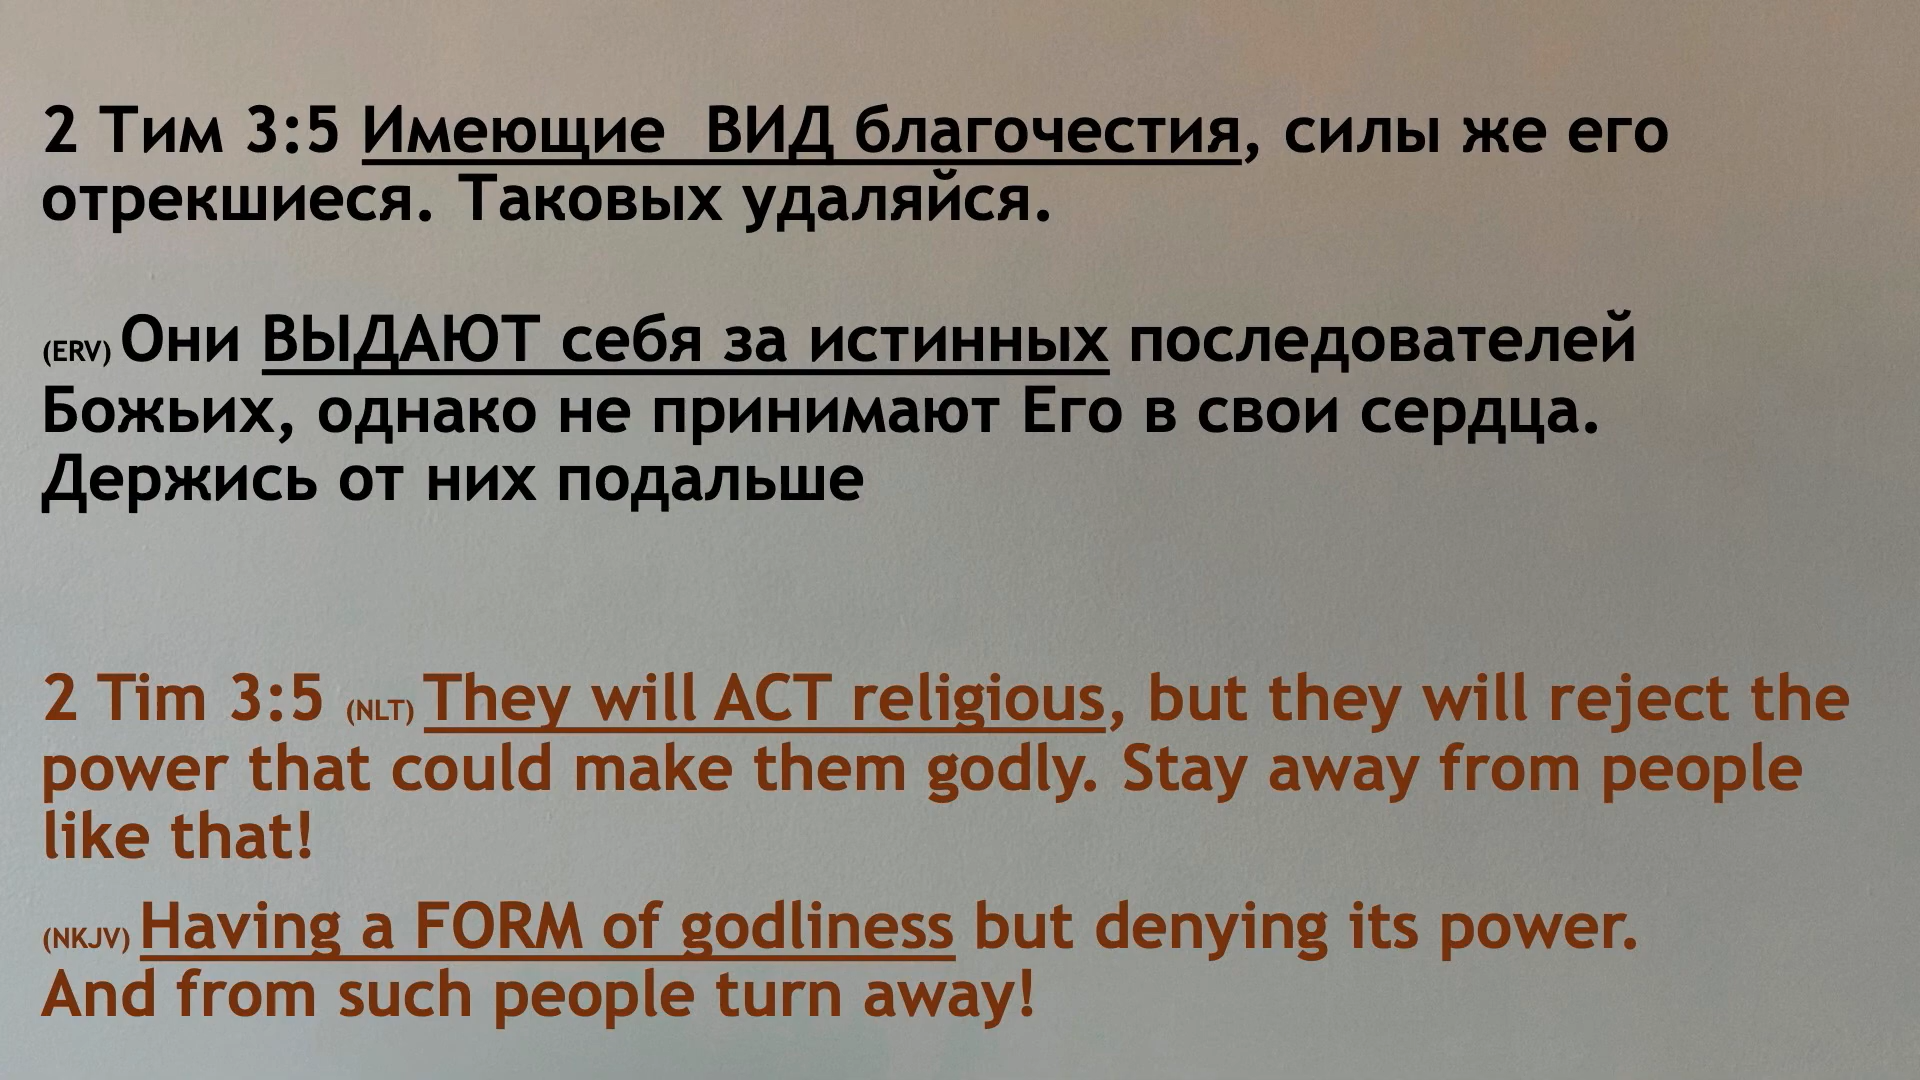 2 Тим 3:5 Имеющие  ВИД благочестия, силы же его
отрекшиеся. Таковых удаляйся.
(ERV) Они ВЫДАЮТ себя за истинных последователей
Божьих, однако не принимают Его в свои сердца.
Держись от них подальше
2 Tim 3:5 (NLT) They will ACT religious, but they will reject the
power that could make them godly. Stay away from people
like that!
(NKJV) Having a FORM of godliness but denying its power.
And from such people turn away!